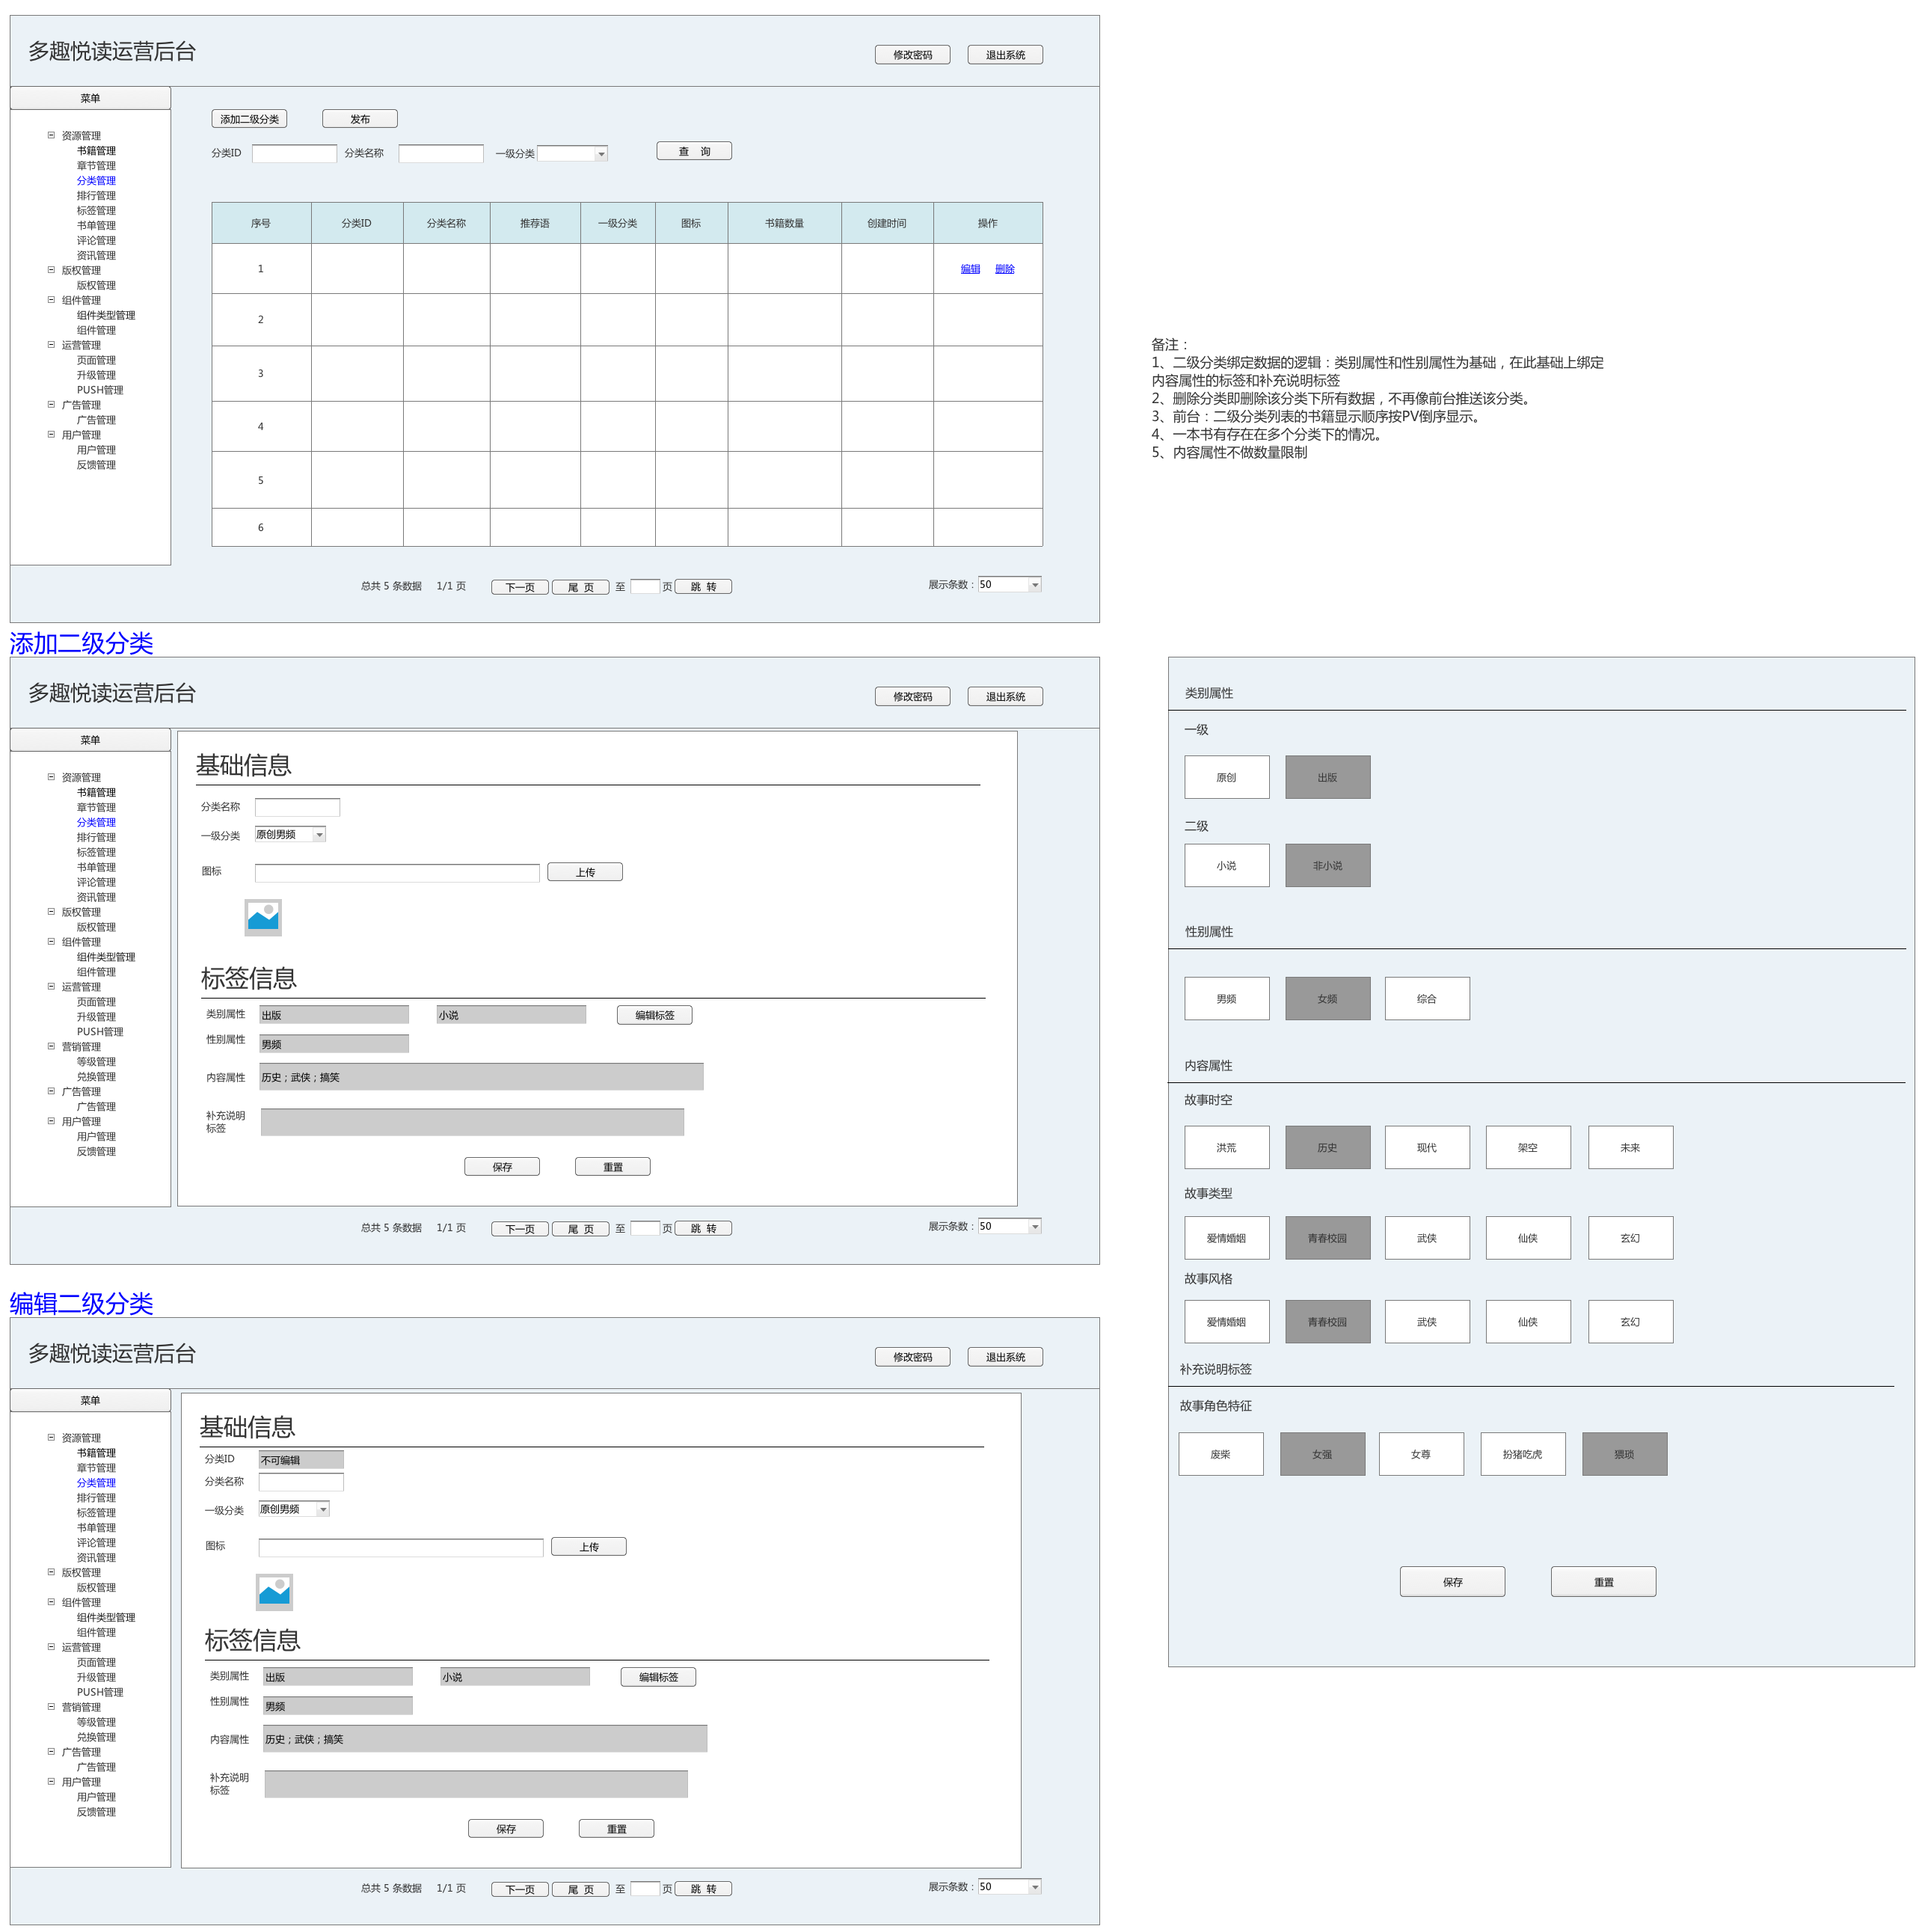 多趣悦读运营后台
修改密码 退出系统
菜单
资源管理
书籍管理
章节管理
分类管理
排行管理
标签管理
书单管理
评论管理
资讯管理
版权管理
版权管理
组件管理
组件类型管理
组件管理
运营管理
页面管理
升级管理
PUSH管理
广告管理
广告管理
用户管理
用户管理
反馈管理
添加二级分类 发布
分类ID 分类名称 一级分类 查 询
序号 分类ID 分类名称 推荐语 一级分类 图标 书籍数量 创建时间 操作
1 编辑 删除
2
3
4
5
6
总共 5 条数据 1/1 页 下一页 尾 页 至 页 跳 转 展示条数： 50
备注：
1、二级分类绑定数据的逻辑：类别属性和性别属性为基础，在此基础上绑定
内容属性的标签和补充说明标签
2、删除分类即删除该分类下所有数据，不再像前台推送该分类。
3、前台：二级分类列表的书籍显示顺序按PV倒序显示。
4、一本书有存在在多个分类下的情况。
5、内容属性不做数量限制
添加二级分类
多趣悦读运营后台
修改密码 退出系统
菜单
资源管理
书籍管理
章节管理
分类管理
排行管理
标签管理
书单管理
评论管理
资讯管理
版权管理
版权管理
组件管理
组件类型管理
组件管理
运营管理
页面管理
升级管理
PUSH管理
营销管理
等级管理
兑换管理
广告管理
广告管理
用户管理
用户管理
反馈管理
基础信息
分类名称
一级分类 原创男频
图标 上传
标签信息
类别属性 出版 小说 编辑标签
性别属性 男频
内容属性 历史；武侠；搞笑
补充说明
标签
保存 重置
总共 5 条数据 1/1 页 下一页 尾 页 至 页 跳 转 展示条数： 50
类别属性
一级
原创 出版
二级
小说 非小说
性别属性
男频 女频 综合
内容属性
故事时空
洪荒 历史 现代 架空 未来
故事类型
爱情婚姻 青春校园 武侠 仙侠 玄幻
故事风格
爱情婚姻 青春校园 武侠 仙侠 玄幻
补充说明标签
故事角色特征
废柴 女强 女尊 扮猪吃虎 猥琐
保存 重置
编辑二级分类
多趣悦读运营后台
修改密码 退出系统
菜单
资源管理
书籍管理
章节管理
分类管理
排行管理
标签管理
书单管理
评论管理
资讯管理
版权管理
版权管理
组件管理
组件类型管理
组件管理
运营管理
页面管理
升级管理
PUSH管理
营销管理
等级管理
兑换管理
广告管理
广告管理
用户管理
用户管理
反馈管理
基础信息
分类ID 不可编辑
分类名称
一级分类 原创男频
图标 上传
标签信息
类别属性 出版 小说 编辑标签
性别属性 男频
内容属性 历史；武侠；搞笑
补充说明
标签
保存 重置
总共 5 条数据 1/1 页 下一页 尾 页 至 页 跳 转 展示条数： 50